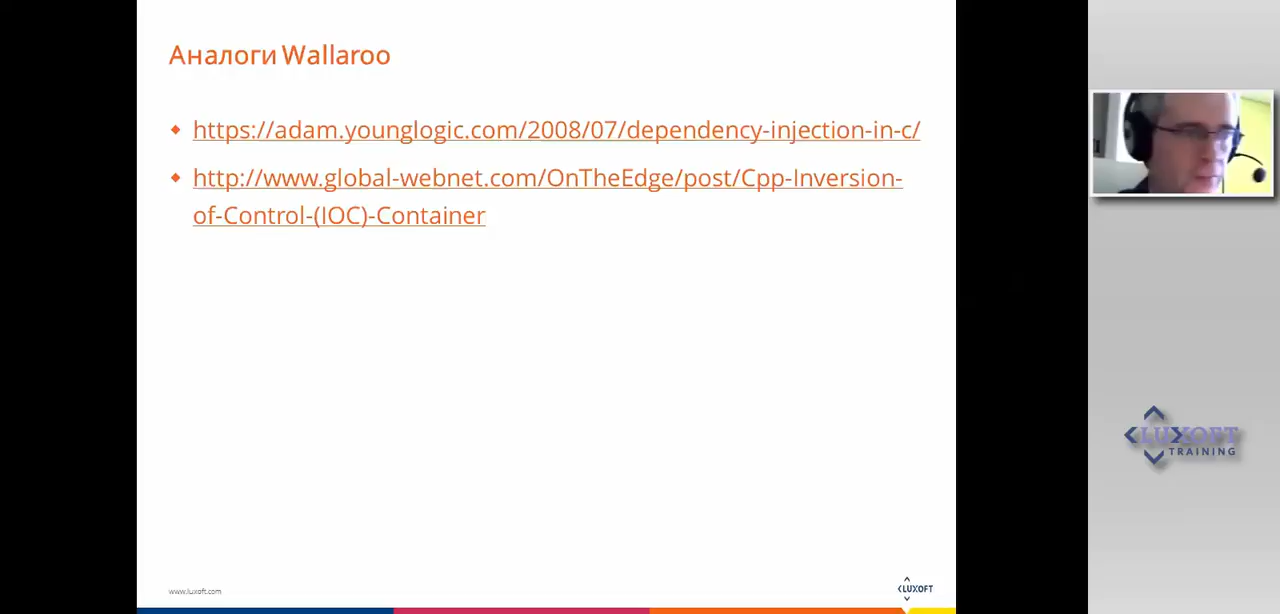 Аналоги Wallaroo
https://adam.younglogic.com/2008/07/dependency-injection-in-c/
http://www.global-webnet.com/OnTheEdge/post/Cpp-Inversion-
of-Control-(IOC)-Container
LUXOFT
TRAINING
www.luxoft.com
LUXOFT